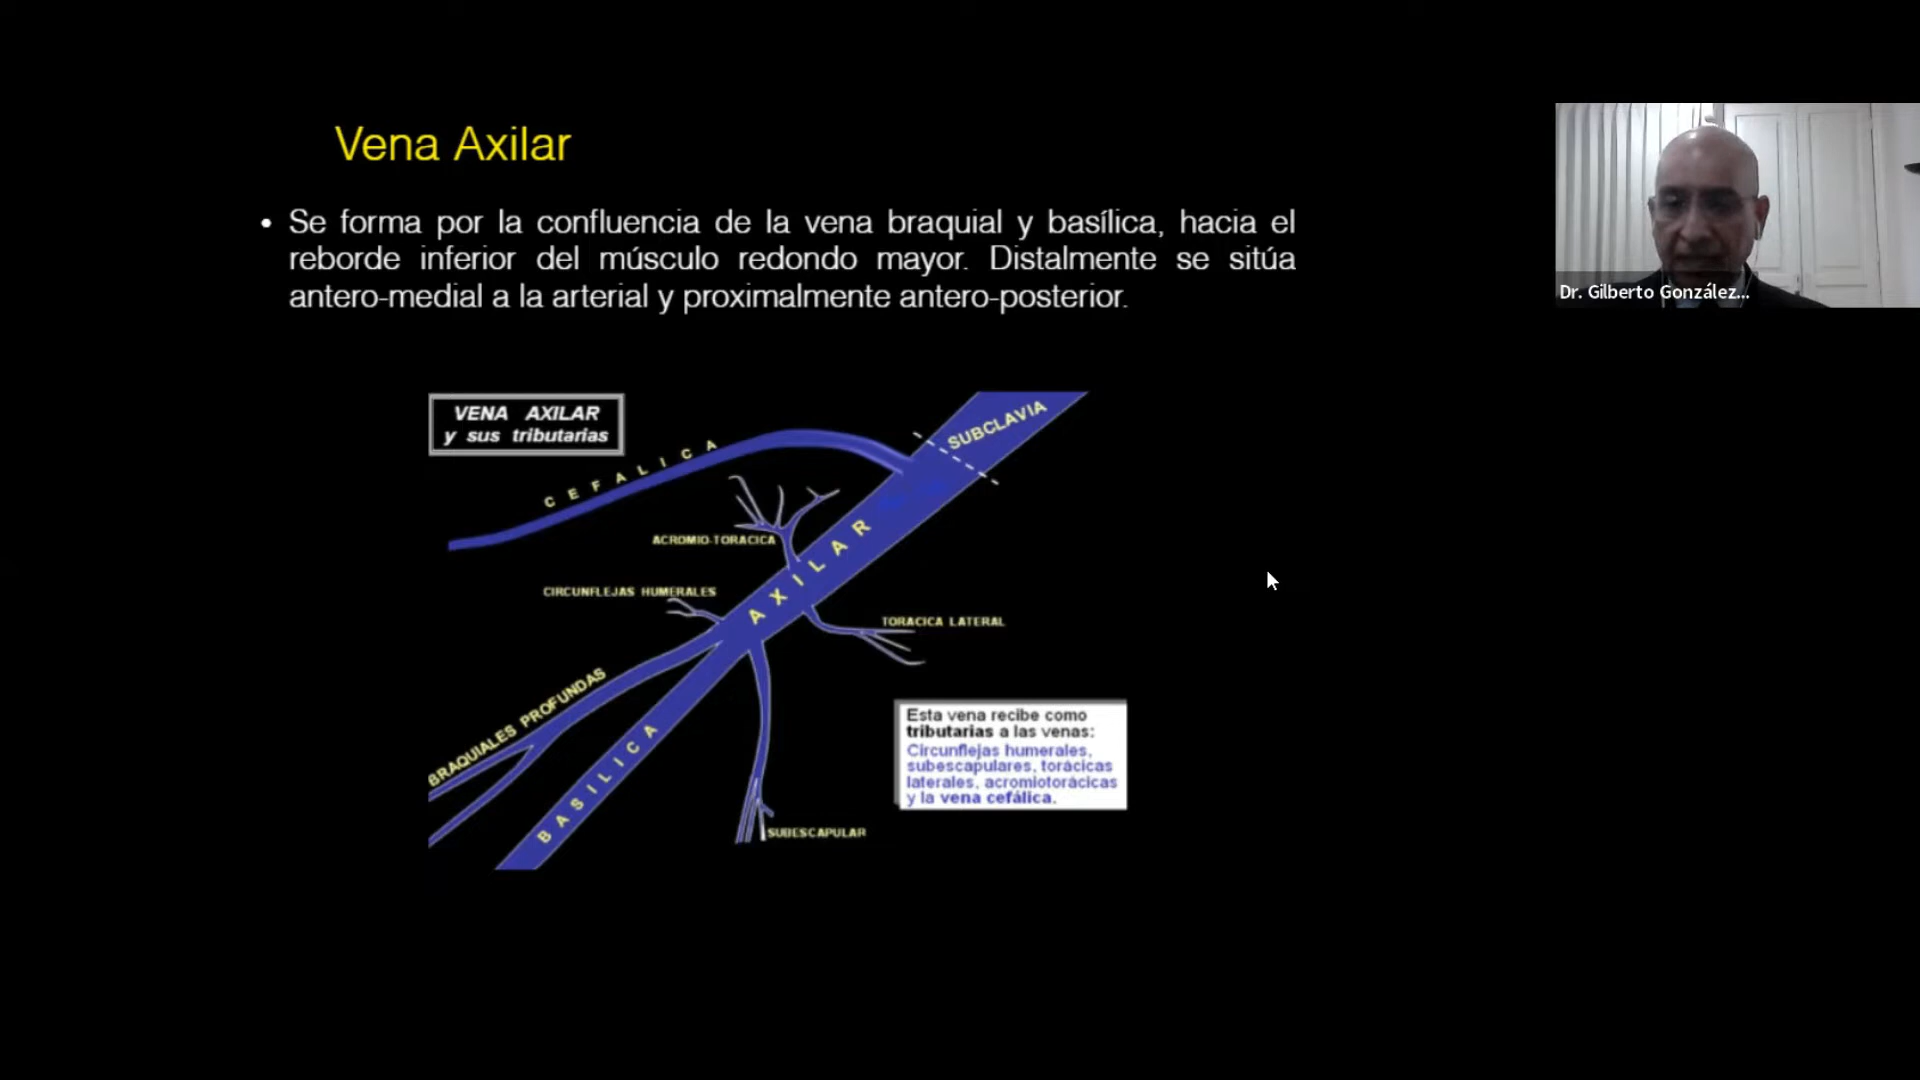 Vena Axilar
• Se forma por la confluencia de la vena braquial y basílica, hacia el
reborde inferior del músculo redondo mayor. Distalmente se sitúa
antero-medial a la arterial y proximalmente antero-posterior.
Dr. Gilberto González...
VENA AXILAR
y sus tributarias
SUBCLAVIA
CEFALICA
ACROMIO-TORACICA
AXILAR
CIRCUNFLEJAS HUMERALES
TORACICA LATERAL
BRAQUIALES PROFUNDAS
BASILICA
Esta vena recibe como
tributarias a las venas:
Circunflejas humerales,
subescapulares, torácicas
laterales, acromiotorácicas
y la vena cefálica.
SUBESCAPULAR